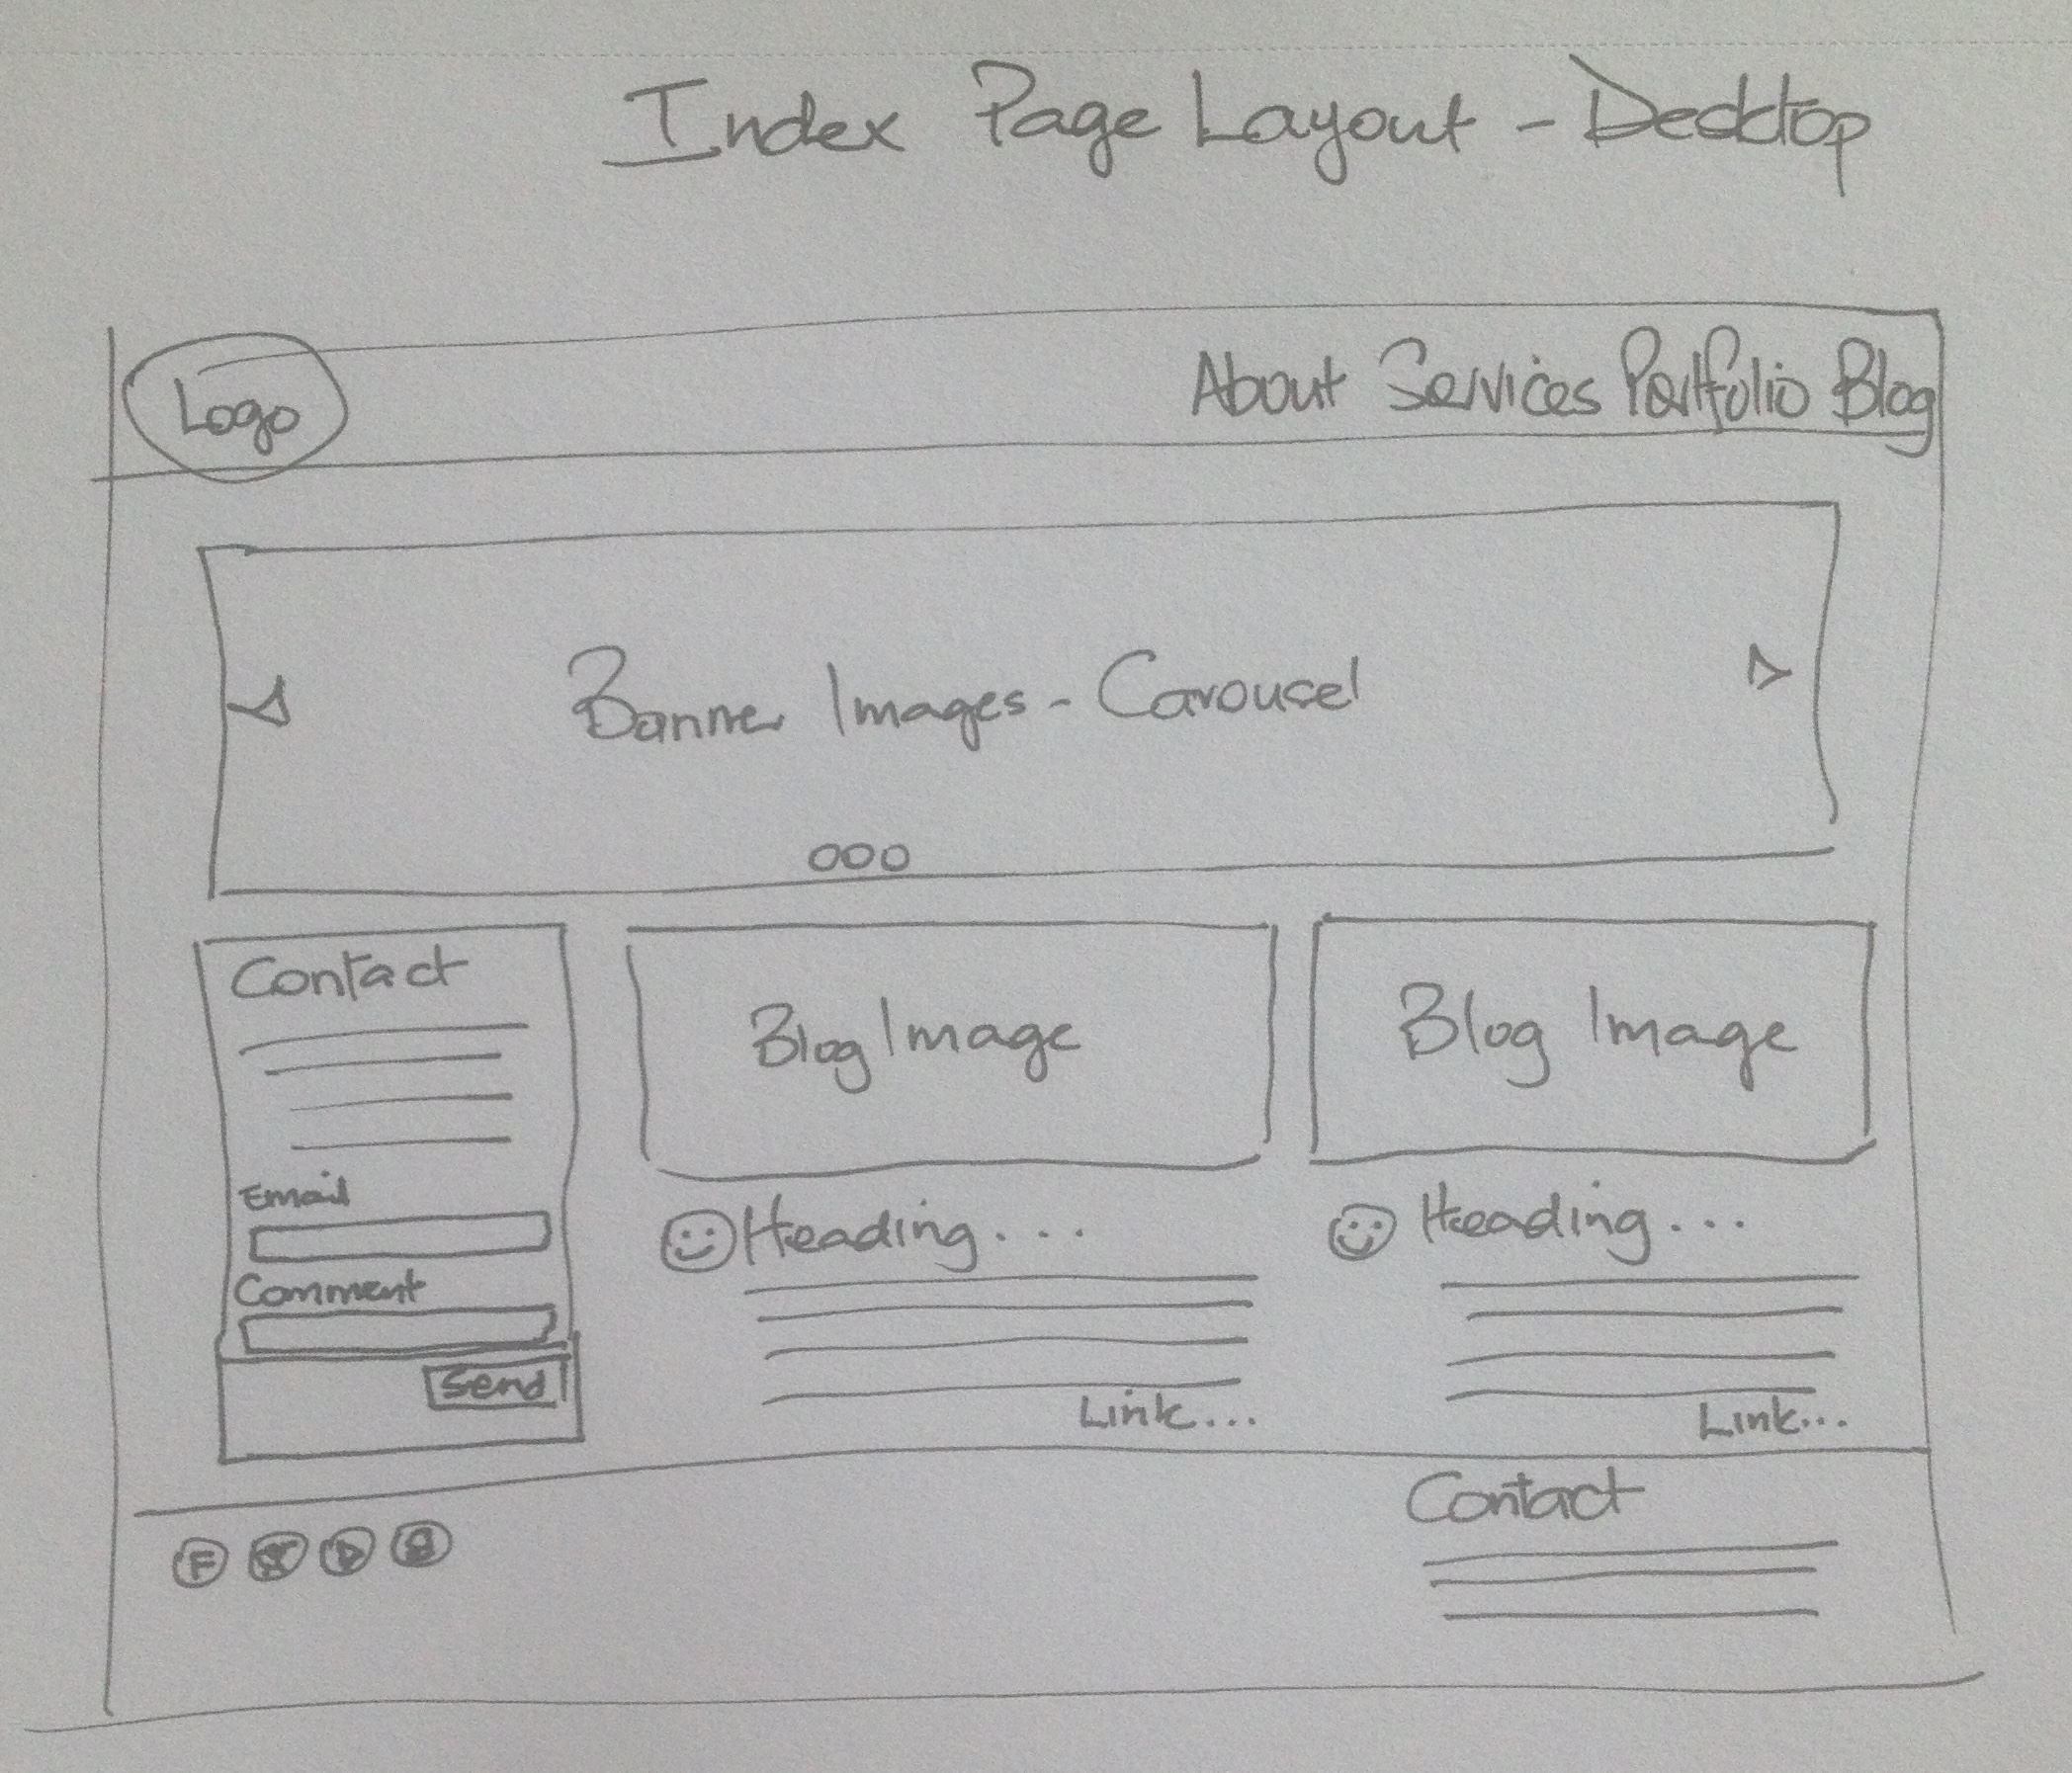 Index Page Layout - Desktop
Logo
About Services Portfolio Blog
Banner Images - Carousel
Contact
Email
Comment
Send
Blog Image
Heading...
Link...
Blog Image
Heading...
Link...
F
Contact